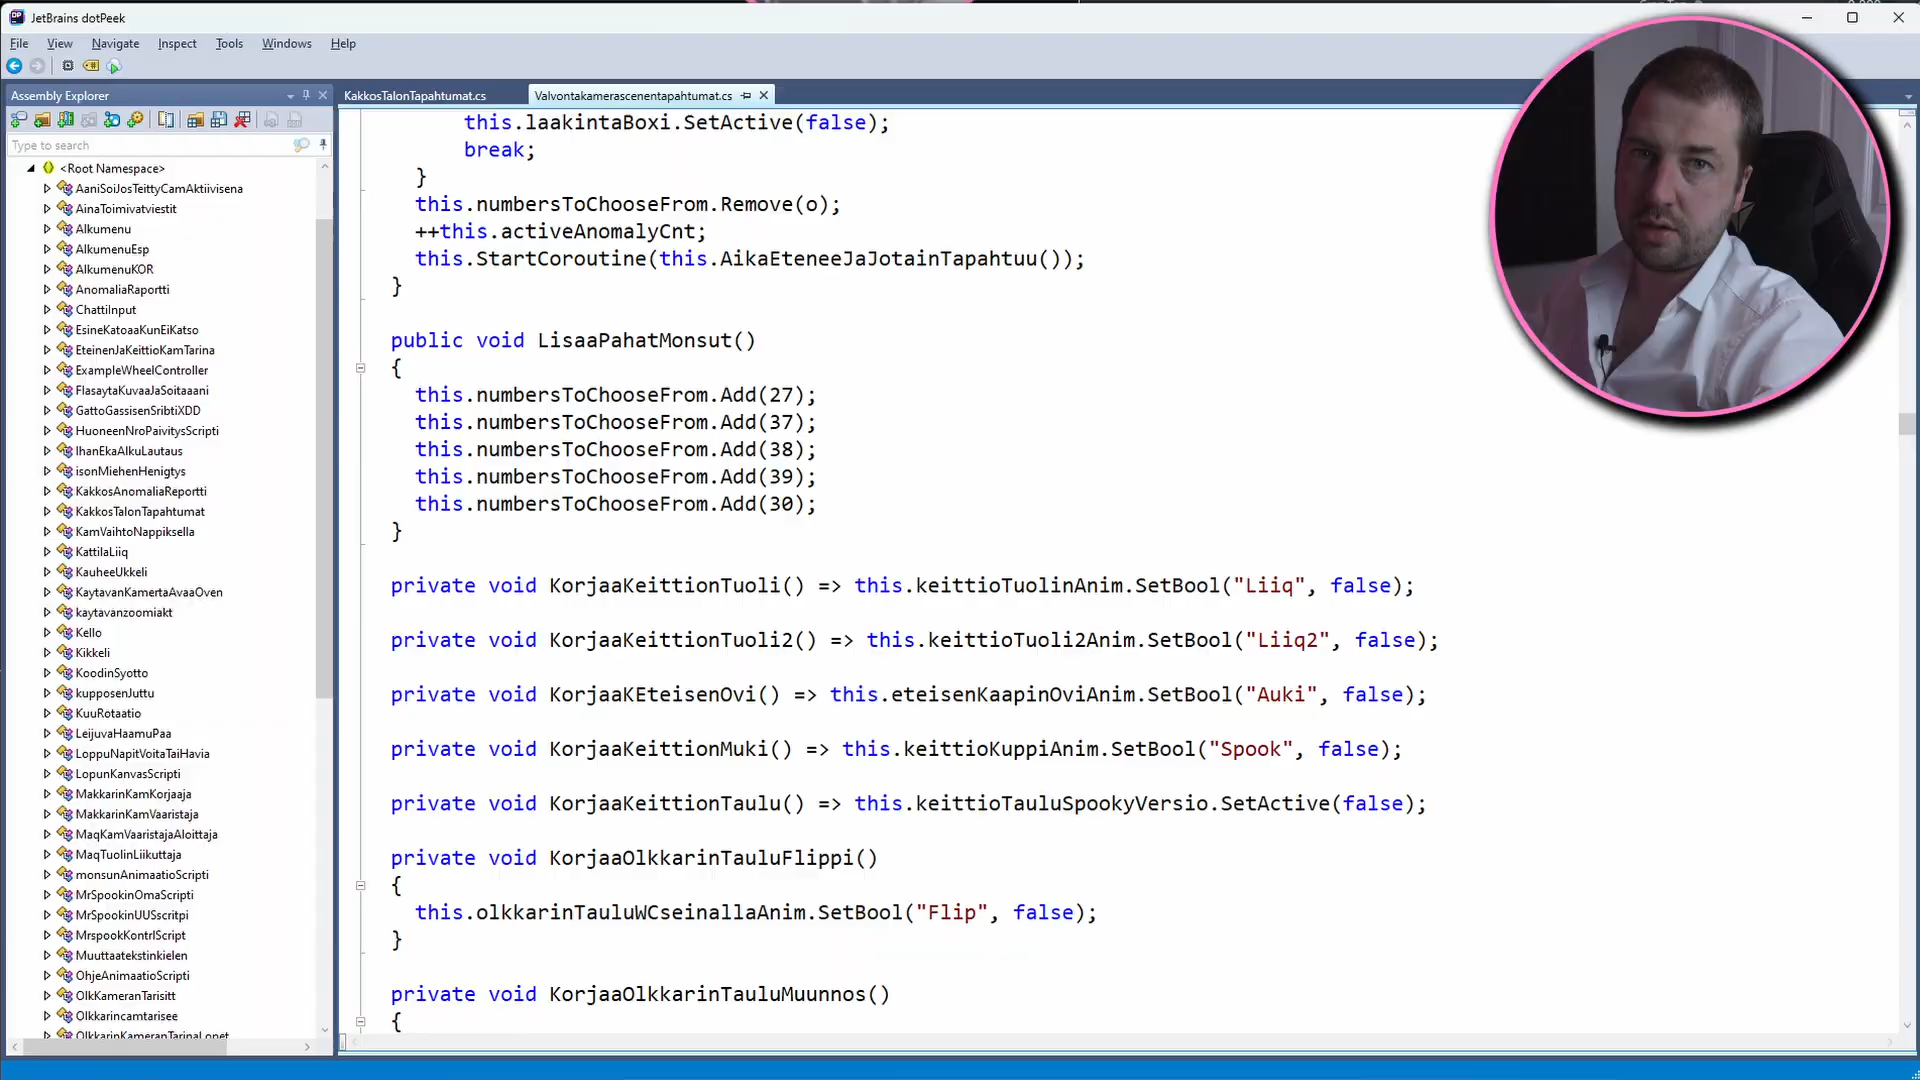 JetBrains dotPeek
File View Navigate Inspect Tools Windows Help
Assembly Explorer
KakkosTalonTapahtumat.cs
Valvontakamerascenentapahtumat.cs
Type to search
<Root Namespace>
AaniSoiJosTeittyCamAktiivisena
AinaToimivatviestit
Alkumenu
AlkumenuEsp
AlkumenuKOR
AnomaliaRaportti
ChattiInput
EsineKatoaaKunEiKatso
EteinenJaKeittioKamTarina
ExampleWheelController
FlasaytaKuvaaJaSoitaaani
GattoGassisenSribtiXDD
HuoneenNroPaivitysScripti
IhanEkaAlkuLautaus
isonMiehenHenigtys
KakkosAnomaliaReportti
KakkosTalonTapahtumat
KamVaihtoNappiksella
KattilaLiiq
KauheeUkkeli
KaytavanKamertaAvaaOven
kaytavanzoomiakt
Kello
Kikkeli
KoodinSyotto
kupposenJuttu
KuuRotaatio
LeijuvaHaamuPaa
LoppuNapitVoitaTaiHavia
LopunKanvasScripti
MakkarinKamKorjaaja
MakkarinKamVaaristaja
MaqKamVaaristajaAloittaja
MaqTuolinLiikuttaja
monsunAnimaatioScripti
MrSpookinOmaScripti
MrSpookinUUSscritpi
MrspookKontrlScript
Muuttaatekstinkielen
OhjeAnimaatioScripti
OlkKameranTarisitt
Olkkarincamtarisee
OlkkarinKameranTarinaLopet
this.laakintaBoxi.SetActive(false);
break;
}
this.numbersToChooseFrom.Remove(o);
++this.activeAnomalyCnt;
this.StartCoroutine(this.AikaEteneeJaJotainTapahtuu());
}
public void LisaaPahatMonsut()
{
this.numbersToChooseFrom.Add(27);
this.numbersToChooseFrom.Add(37);
this.numbersToChooseFrom.Add(38);
this.numbersToChooseFrom.Add(39);
this.numbersToChooseFrom.Add(30);
}
private void KorjaaKeittionTuoli() => this.keittioTuolinAnim.SetBool("Liiq", false);
private void KorjaaKeittionTuoli2() => this.keittioTuoli2Anim.SetBool("Liiq2", false);
private void KorjaaKEteisenOvi() => this.eteisenKaapinOviAnim.SetBool("Auki", false);
private void KorjaaKeittionMuki() => this.keittioKuppiAnim.SetBool("Spook", false);
private void KorjaaKeittionTaulu() => this.keittioTauluSpookyVersio.SetActive(false);
private void KorjaaOlkkarinTauluFlippi()
{
this.olkkarinTauluWCseinallaAnim.SetBool("Flip", false);
}
private void KorjaaOlkkarinTauluMuunnos()
{